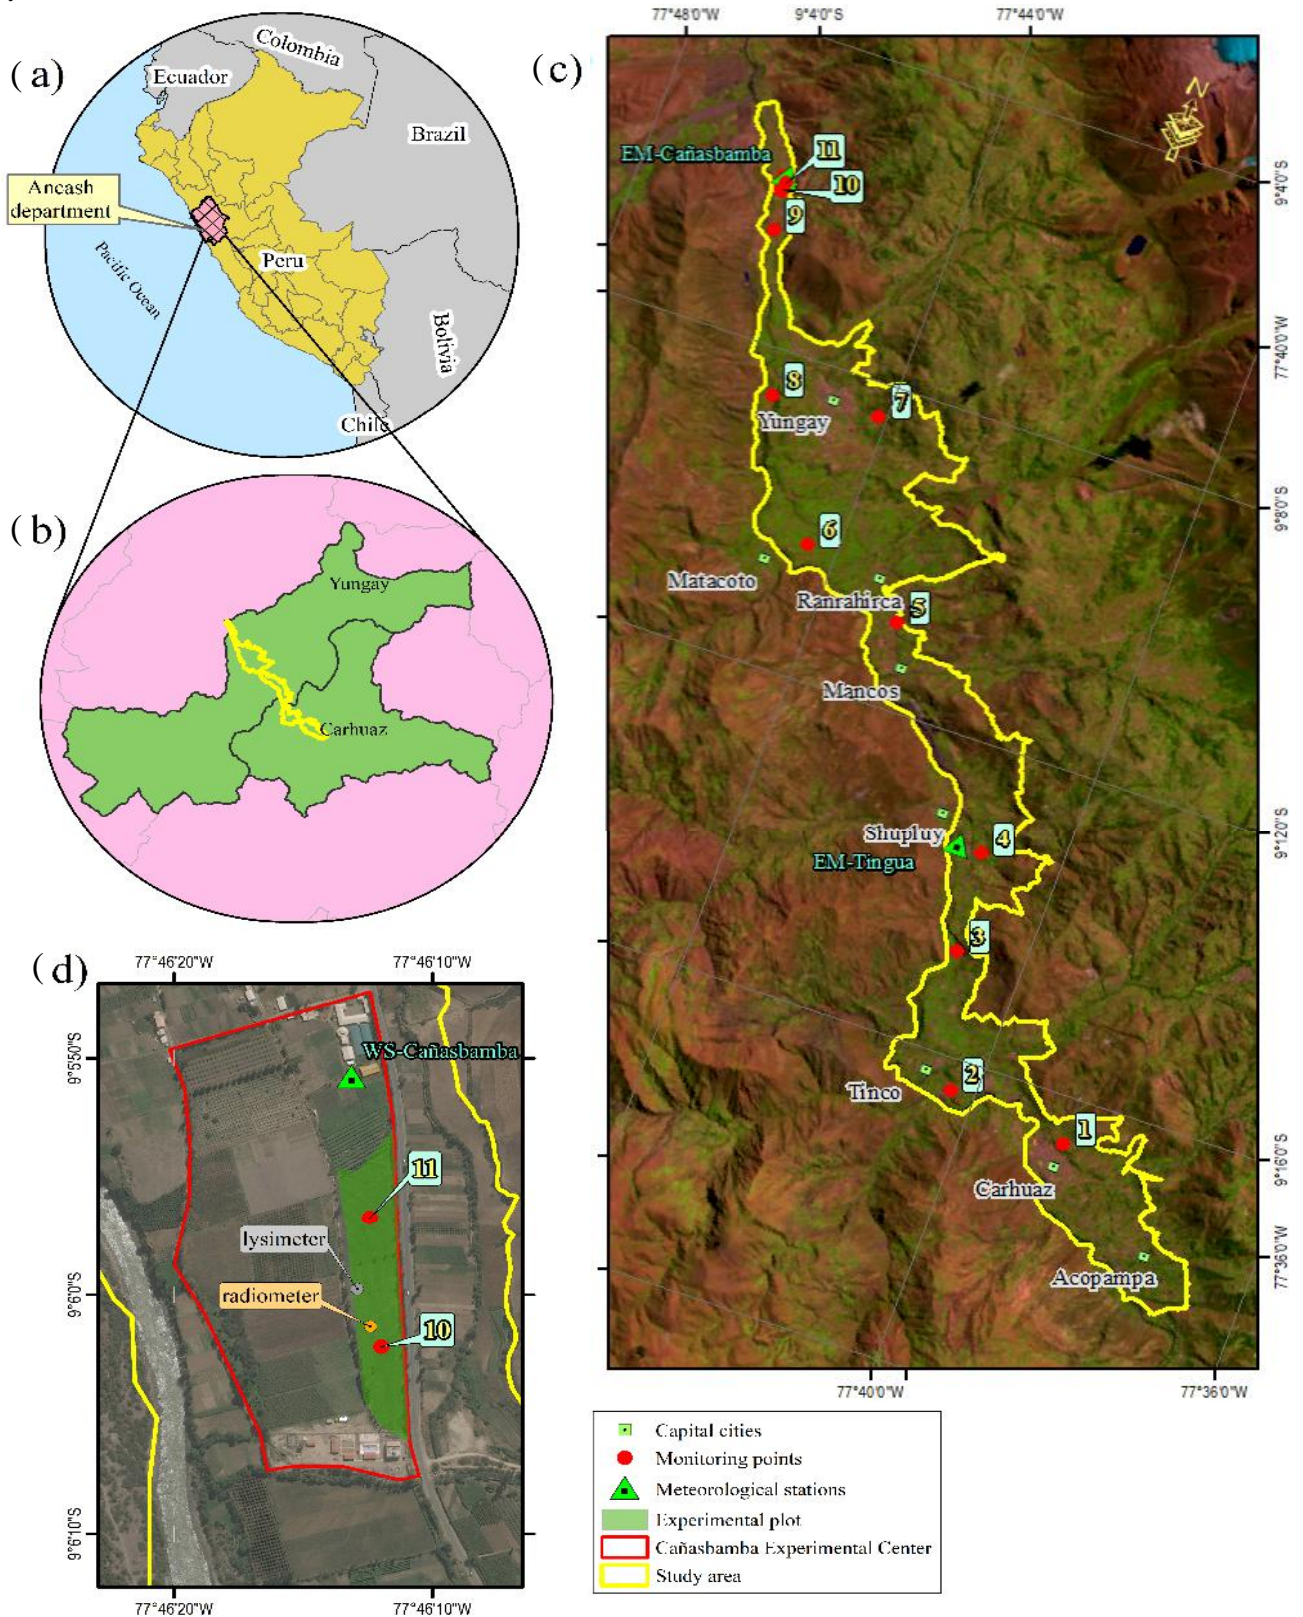 (a)
Colombia
Ecuador
Brazil
Ancash
department
Peru
Pacific Ocean
Bolivia
Chile
(b)
Yungay
Carhuaz
(c)
77°48'0"W
9°4'0"S
77°44'0"W
EM-Cañasbamba
11
10
9
N
9°4'0"S
77°40'0"W
8
7
Yungay
9°8'0"S
6
Matacoto
Ranrahirca
5
Mancos
Shupluy
4
EM-Tingua
9°12'0"S
3
2
Tinco
1
Carhuaz
9°16'0"S
Acopampa
77°36'0"W
77°40'0"W
77°36'0"W
(d)
77°46'20"W
77°46'10"W
9°5'50"S
WS-Cañasbamba
11
lysimeter
radiometer
10
9°6'0"S
9°6'10"S
77°46'20"W
77°46'10"W
Capital cities
Monitoring points
Meteorological stations
Experimental plot
Cañasbamba Experimental Center
Study area